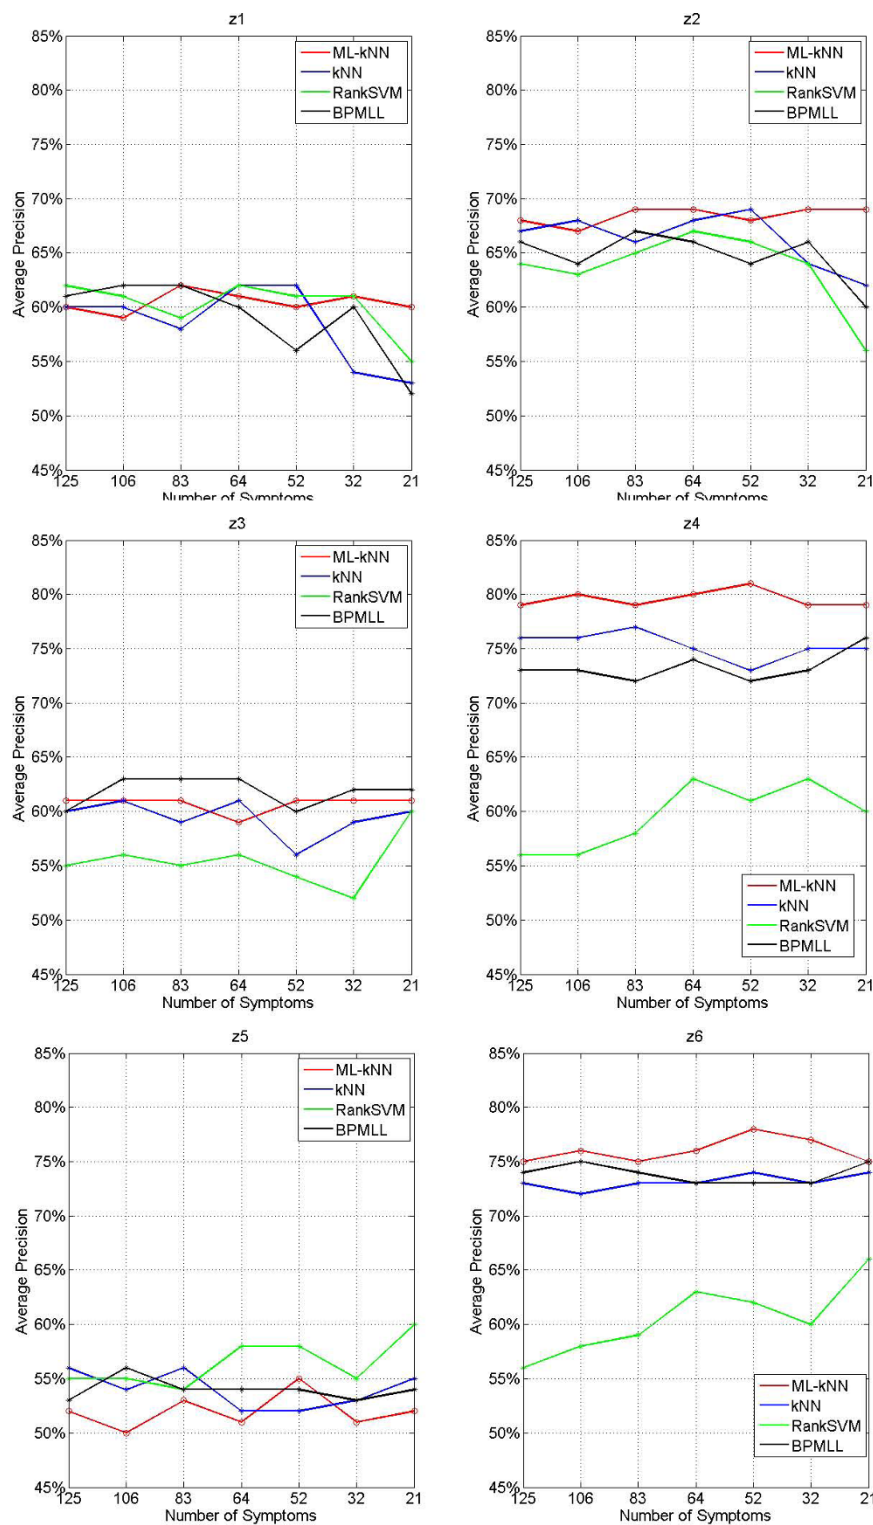 z1
85%
80%
75%
70%
65%
60%
55%
50%
45%
Average Precision
125 106 83 64 52 32 21
Number of Symptoms
ML-kNN
kNN
RankSVM
BPMLL
z2
85%
80%
75%
70%
65%
60%
55%
50%
45%
Average Precision
125 106 83 64 52 32 21
Number of Symptoms
ML-kNN
kNN
RankSVM
BPMLL
z3
85%
80%
75%
70%
65%
60%
55%
50%
45%
Average Precision
125 106 83 64 52 32 21
Number of Symptoms
ML-kNN
kNN
RankSVM
BPMLL
z4
85%
80%
75%
70%
65%
60%
55%
50%
45%
Average Precision
125 106 83 64 52 32 21
Number of Symptoms
ML-kNN
kNN
RankSVM
BPMLL
z5
85%
80%
75%
70%
65%
60%
55%
50%
45%
Average Precision
125 106 83 64 52 32 21
Number of Symptoms
ML-kNN
kNN
RankSVM
BPMLL
z6
85%
80%
75%
70%
65%
60%
55%
50%
45%
Average Precision
125 106 83 64 52 32 21
Number of Symptoms
ML-kNN
kNN
RankSVM
BPMLL